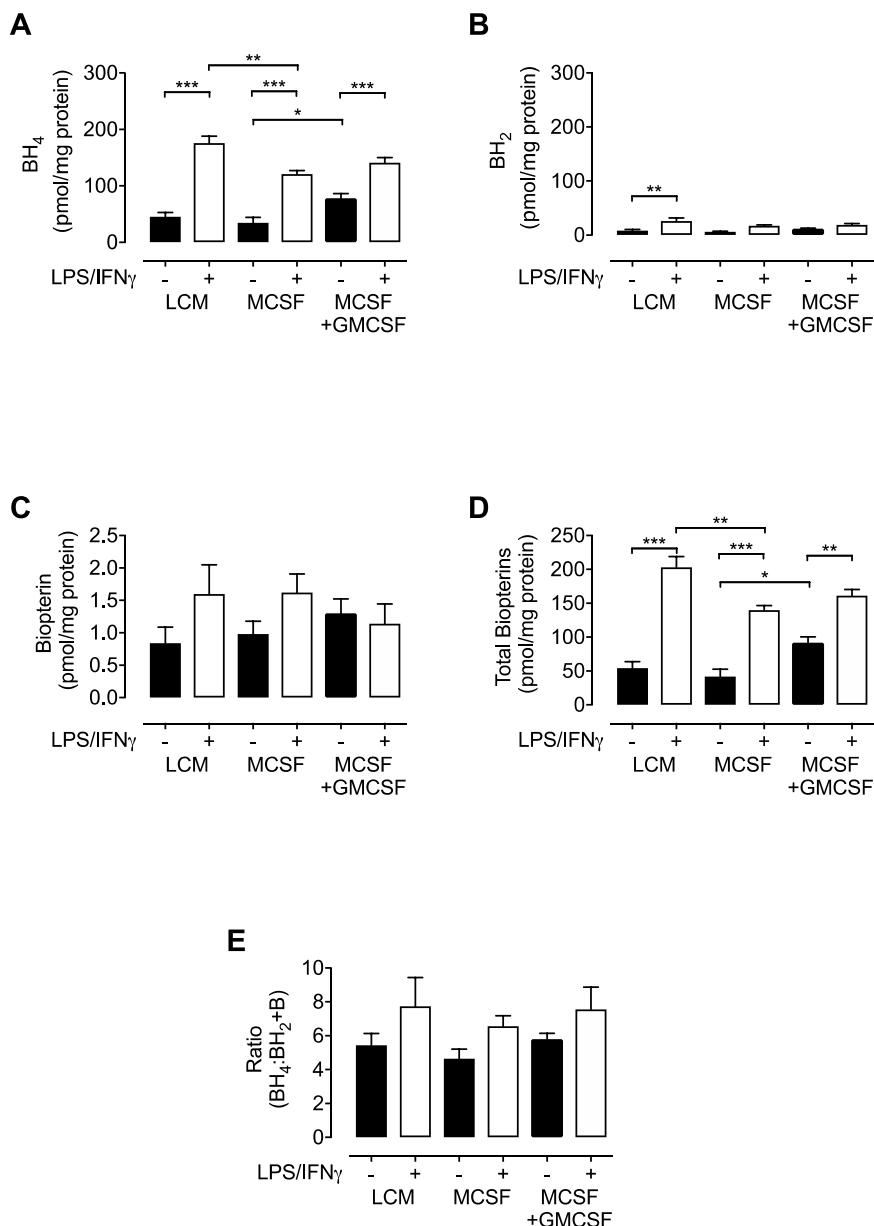 A
BH4
(pmol/mg protein)
300
200
100
0
***
**
***
*
***
LPS/IFNγ - + - + - +
LCM MCSF MCSF
+GMCSF
B
BH2
(pmol/mg protein)
300
200
100
0
**
LPS/IFNγ - + - + - +
LCM MCSF MCSF
+GMCSF
C
Biopterin
(pmol/mg protein)
2.5
2.0
1.5
1.0
0.5
0.0
LPS/IFNγ - + - + - +
LCM MCSF MCSF
+GMCSF
D
Total Biopterins
(pmol/mg protein)
250
200
150
100
50
0
***
**
***
*
**
LPS/IFNγ - + - + - +
LCM MCSF MCSF
+GMCSF
E
Ratio
(BH4:BH2+B)
10
8
6
4
2
0
LPS/IFNγ - + - + - +
LCM MCSF MCSF
+GMCSF